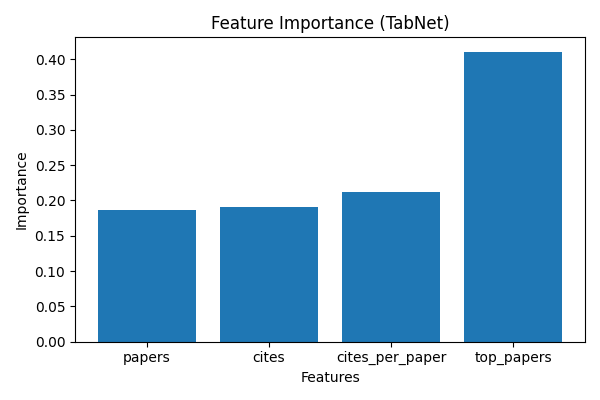 Feature Importance (TabNet)
Importance
0.40
0.35
0.30
0.25
0.20
0.15
0.10
0.05
0.00
papers cites cites_per_paper top_papers
Features